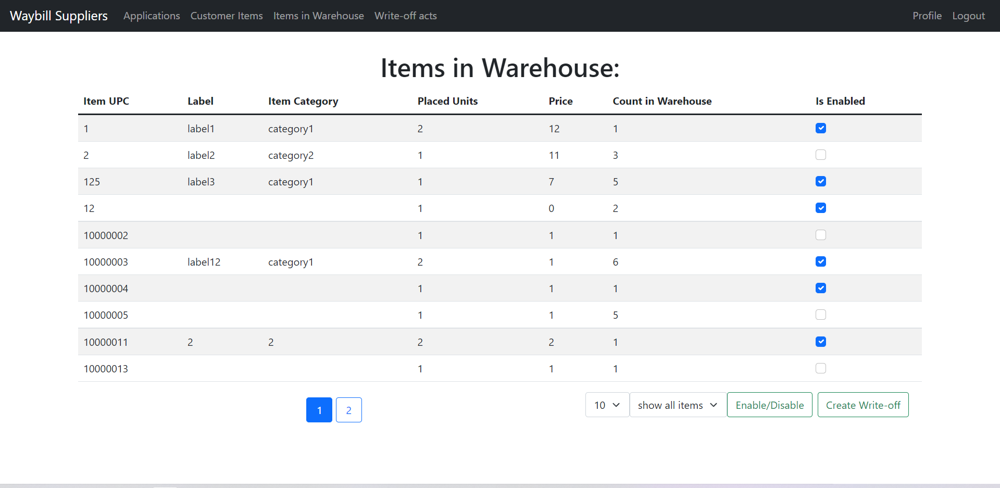 Waybill Suppliers Applications Customer Items Items in Warehouse Write-off acts Profile Logout
Items in Warehouse:
Item UPC Label Item Category Placed Units Price Count in Warehouse Is Enabled
1 label1 category1 2 12 1
2 label2 category2 1 11 3
125 label3 category1 1 7 5
12 1 0 2
10000002 1 1 1
10000003 label12 category1 2 1 6
10000004 1 1 1
10000005 1 1 5
10000011 2 2 2 2 1
10000013 1 1 1
1 2 10 show all items Enable/Disable Create Write-off